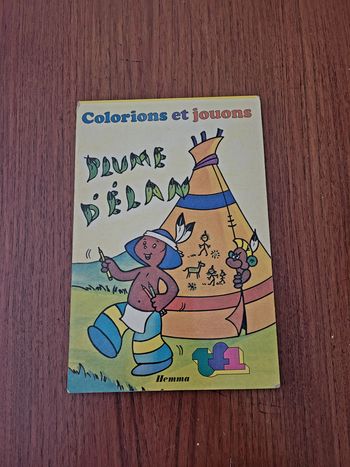 Colorions et jouons
PLUME
D'ÉLAN
tf1
Hemma